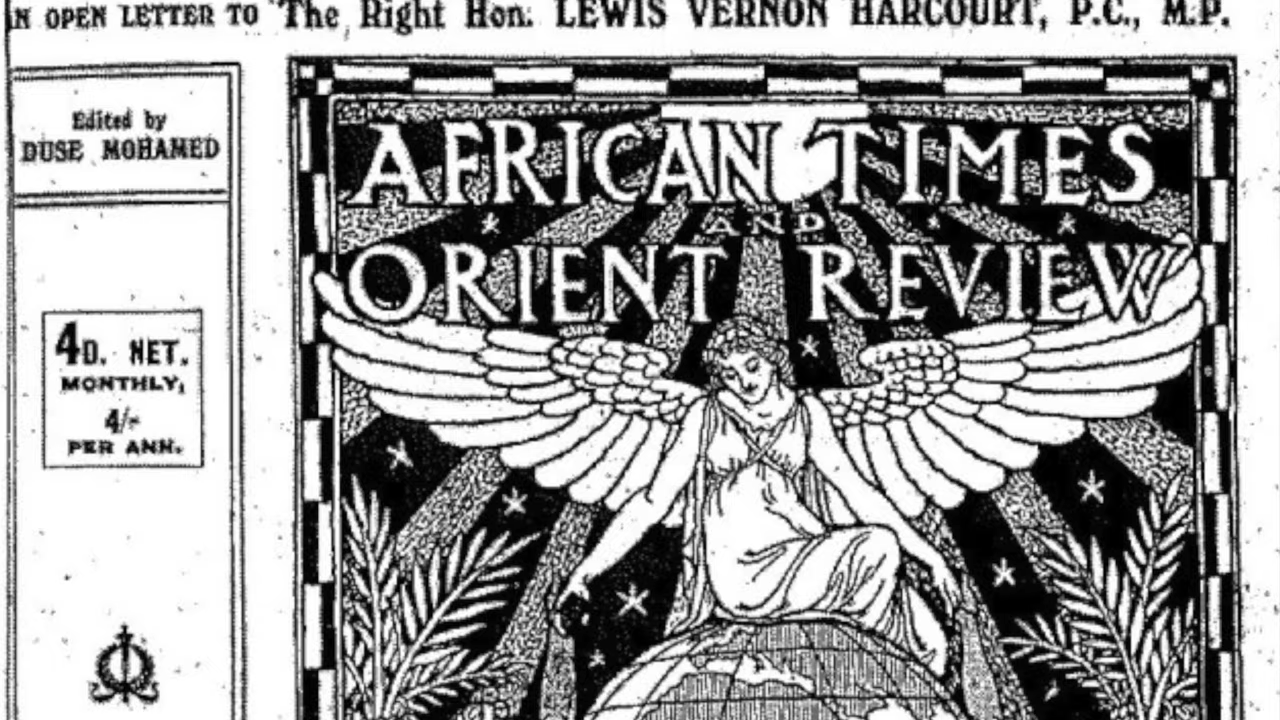 AN OPEN LETTER TO The Right Hon. LEWIS VERNON HARCOURT, P.C., M.P.
Edited by
DUSE MOHAMED
4D. NET.
MONTHLY,
4/-
PER ANN.
AFRICAN TIMES
AND
ORIENT REVIEW